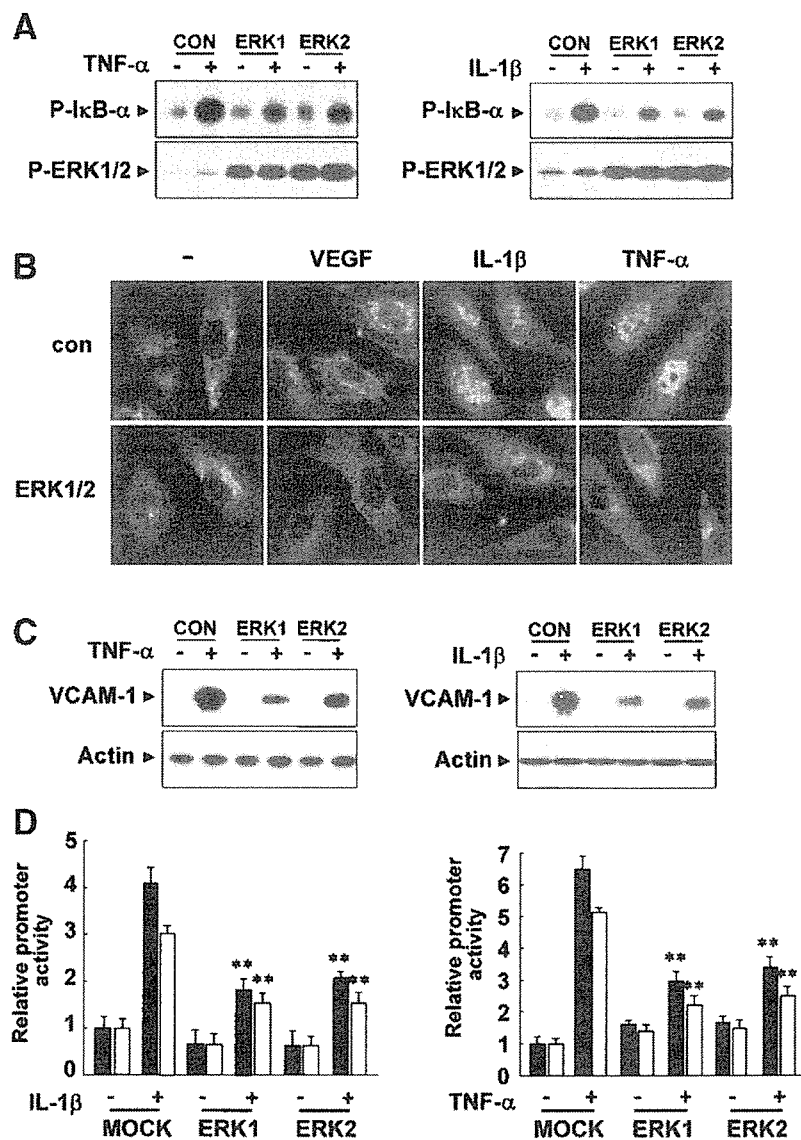 A
CON ERK1 ERK2
TNF-α - + - + - + 
P-IκB-α
P-ERK1/2
CON ERK1 ERK2
IL-1β - + - + - +
P-IκB-α
P-ERK1/2
B
- VEGF IL-1β TNF-α
con
ERK1/2
C
CON ERK1 ERK2
TNF-α - + - + - +
VCAM-1
Actin
CON ERK1 ERK2
IL-1β - + - + - +
VCAM-1
Actin
D
Relative promoter
activity
5
4
3
2
1
0
** ** ** **
IL-1β - + - + - +
MOCK ERK1 ERK2
Relative promoter
activity
7
6
5
4
3
2
1
0
** ** ** **
TNF-α - + - + - +
MOCK ERK1 ERK2